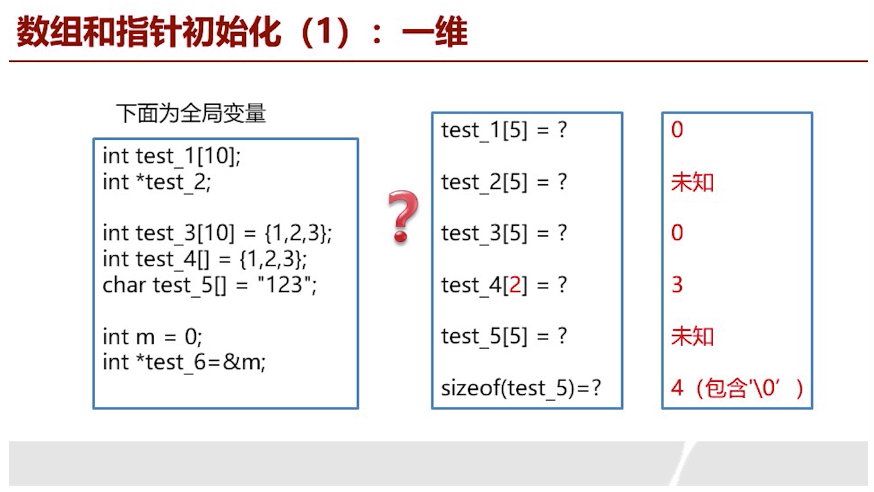 数组和指针初始化（1）：一维
下面为全局变量
int test_1[10];
int *test_2;
int test_3[10] = {1,2,3};
int test_4[] = {1,2,3};
char test_5[] = "123";
int m = 0;
int *test_6=&m;
?
test_1[5] = ?
test_2[5] = ?
test_3[5] = ?
test_4[2] = ?
test_5[5] = ?
sizeof(test_5)=?
0
未知
0
3
未知
4（包含'\0'）